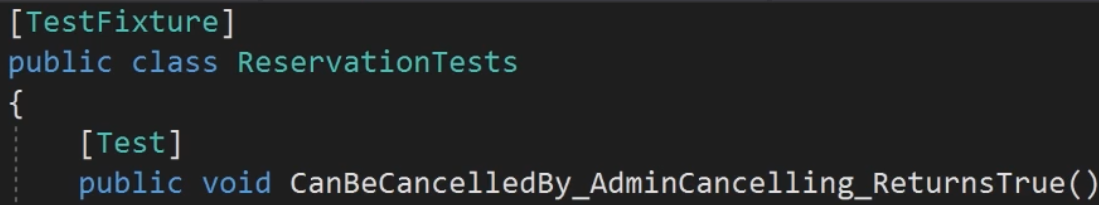 [TestFixture]
public class ReservationTests
{
[Test]
public void CanBeCancelledBy_AdminCancelling_ReturnsTrue()